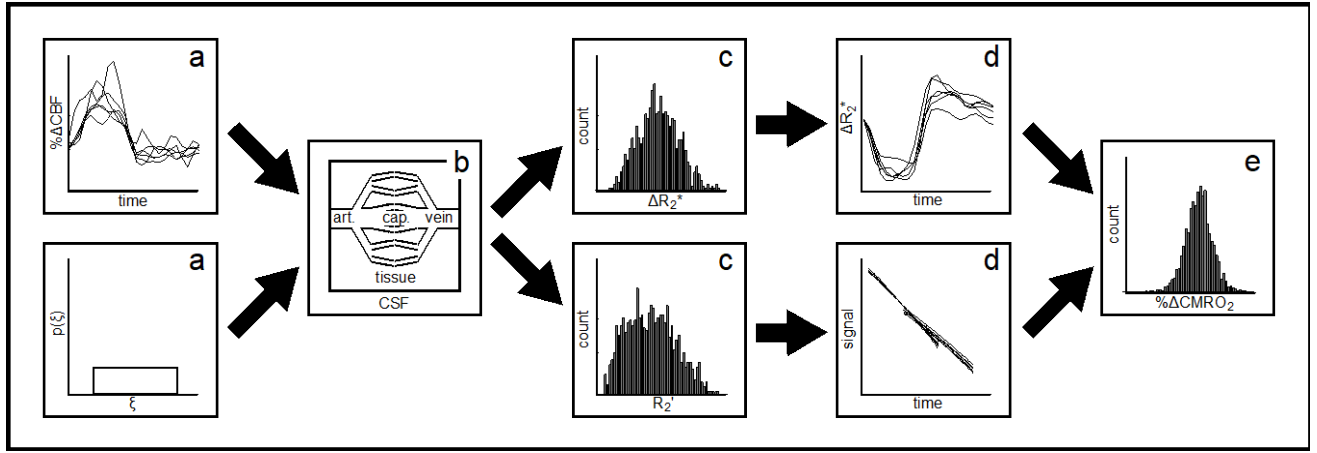 a
%ΔCBF
time
a
p(ξ)
ξ
b
art. cap. vein
tissue
CSF
c
count
ΔR₂*
c
count
R₂'
d
ΔR₂*
time
d
signal
time
e
count
%ΔCMRO₂